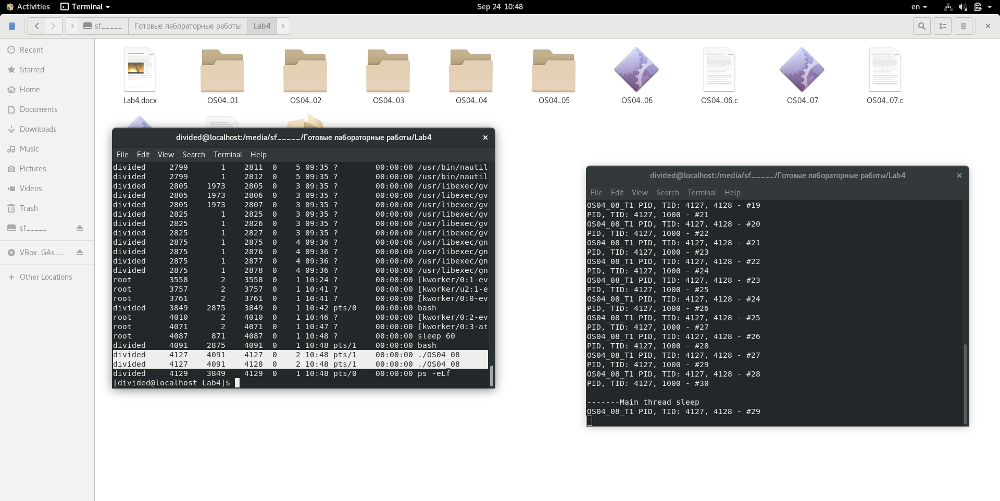 Activities Terminal Sep 24 10:48 en
sf_____ Готовые лабораторные работы Lab4
Recent
Starred
Home
Documents
Downloads
Music
Pictures
Videos
Trash
sf_____
VBox_GAs_...
Other Locations
Lab4.docx OS04_01 OS04_02 OS04_03 OS04_04 OS04_05 OS04_06 OS04_06.c OS04_07 OS04_07.c
divided@localhost:/media/sf_____/Готовые лабораторные работы/Lab4
File Edit View Search Terminal Help
divided 2799 1 2811 0 5 09:35 ? 00:00:00 /usr/bin/nautil
divided 2799 1 2812 0 5 09:35 ? 00:00:00 /usr/bin/nautil
divided 2805 1973 2805 0 3 09:35 ? 00:00:00 /usr/libexec/gv
divided 2805 1973 2806 0 3 09:35 ? 00:00:00 /usr/libexec/gv
divided 2805 1973 2807 0 3 09:35 ? 00:00:00 /usr/libexec/gv
divided 2825 1 2825 0 3 09:35 ? 00:00:00 /usr/libexec/gv
divided 2825 1 2826 0 3 09:35 ? 00:00:00 /usr/libexec/gv
divided 2825 1 2827 0 3 09:35 ? 00:00:00 /usr/libexec/gv
divided 2875 1 2875 0 4 09:36 ? 00:00:06 /usr/libexec/gn
divided 2875 1 2876 0 4 09:36 ? 00:00:00 /usr/libexec/gn
divided 2875 1 2877 0 4 09:36 ? 00:00:00 /usr/libexec/gn
divided 2875 1 2878 0 4 09:36 ? 00:00:00 /usr/libexec/gn
root 3558 2 3558 0 1 10:24 ? 00:00:00 [kworker/0:1-ev
root 3757 2 3757 0 1 10:41 ? 00:00:00 [kworker/u2:1-e
root 3761 2 3761 0 1 10:41 ? 00:00:00 [kworker/0:0-ev
divided 3849 2875 3849 0 1 10:42 pts/0 00:00:00 bash
root 4010 2 4010 0 1 10:46 ? 00:00:00 [kworker/0:2-ev
root 4071 2 4071 0 1 10:47 ? 00:00:00 [kworker/0:3-at
root 4087 871 4087 0 1 10:48 ? 00:00:00 sleep 60
divided 4091 2875 4091 0 1 10:48 pts/1 00:00:00 bash
divided 4127 4091 4127 0 2 10:48 pts/1 00:00:00 ./OS04_08
divided 4127 4091 4128 0 2 10:48 pts/1 00:00:00 ./OS04_08
divided 4129 3849 4129 0 1 10:48 pts/0 00:00:00 ps -eLf
[divided@localhost Lab4]$
divided@localhost:/media/sf_____/Готовые лабораторные работы/Lab4
File Edit View Search Terminal Help
OS04_08_T1 PID, TID: 4127, 4128 - #19
PID, TID: 4127, 1000 - #21
OS04_08_T1 PID, TID: 4127, 4128 - #20
PID, TID: 4127, 1000 - #22
OS04_08_T1 PID, TID: 4127, 4128 - #21
PID, TID: 4127, 1000 - #23
OS04_08_T1 PID, TID: 4127, 4128 - #22
PID, TID: 4127, 1000 - #24
OS04_08_T1 PID, TID: 4127, 4128 - #23
PID, TID: 4127, 1000 - #25
OS04_08_T1 PID, TID: 4127, 4128 - #24
PID, TID: 4127, 1000 - #26
OS04_08_T1 PID, TID: 4127, 4128 - #25
PID, TID: 4127, 1000 - #27
OS04_08_T1 PID, TID: 4127, 4128 - #26
PID, TID: 4127, 1000 - #28
OS04_08_T1 PID, TID: 4127, 4128 - #27
PID, TID: 4127, 1000 - #29
OS04_08_T1 PID, TID: 4127, 4128 - #28
PID, TID: 4127, 1000 - #30
-------Main thread sleep
OS04_08_T1 PID, TID: 4127, 4128 - #29